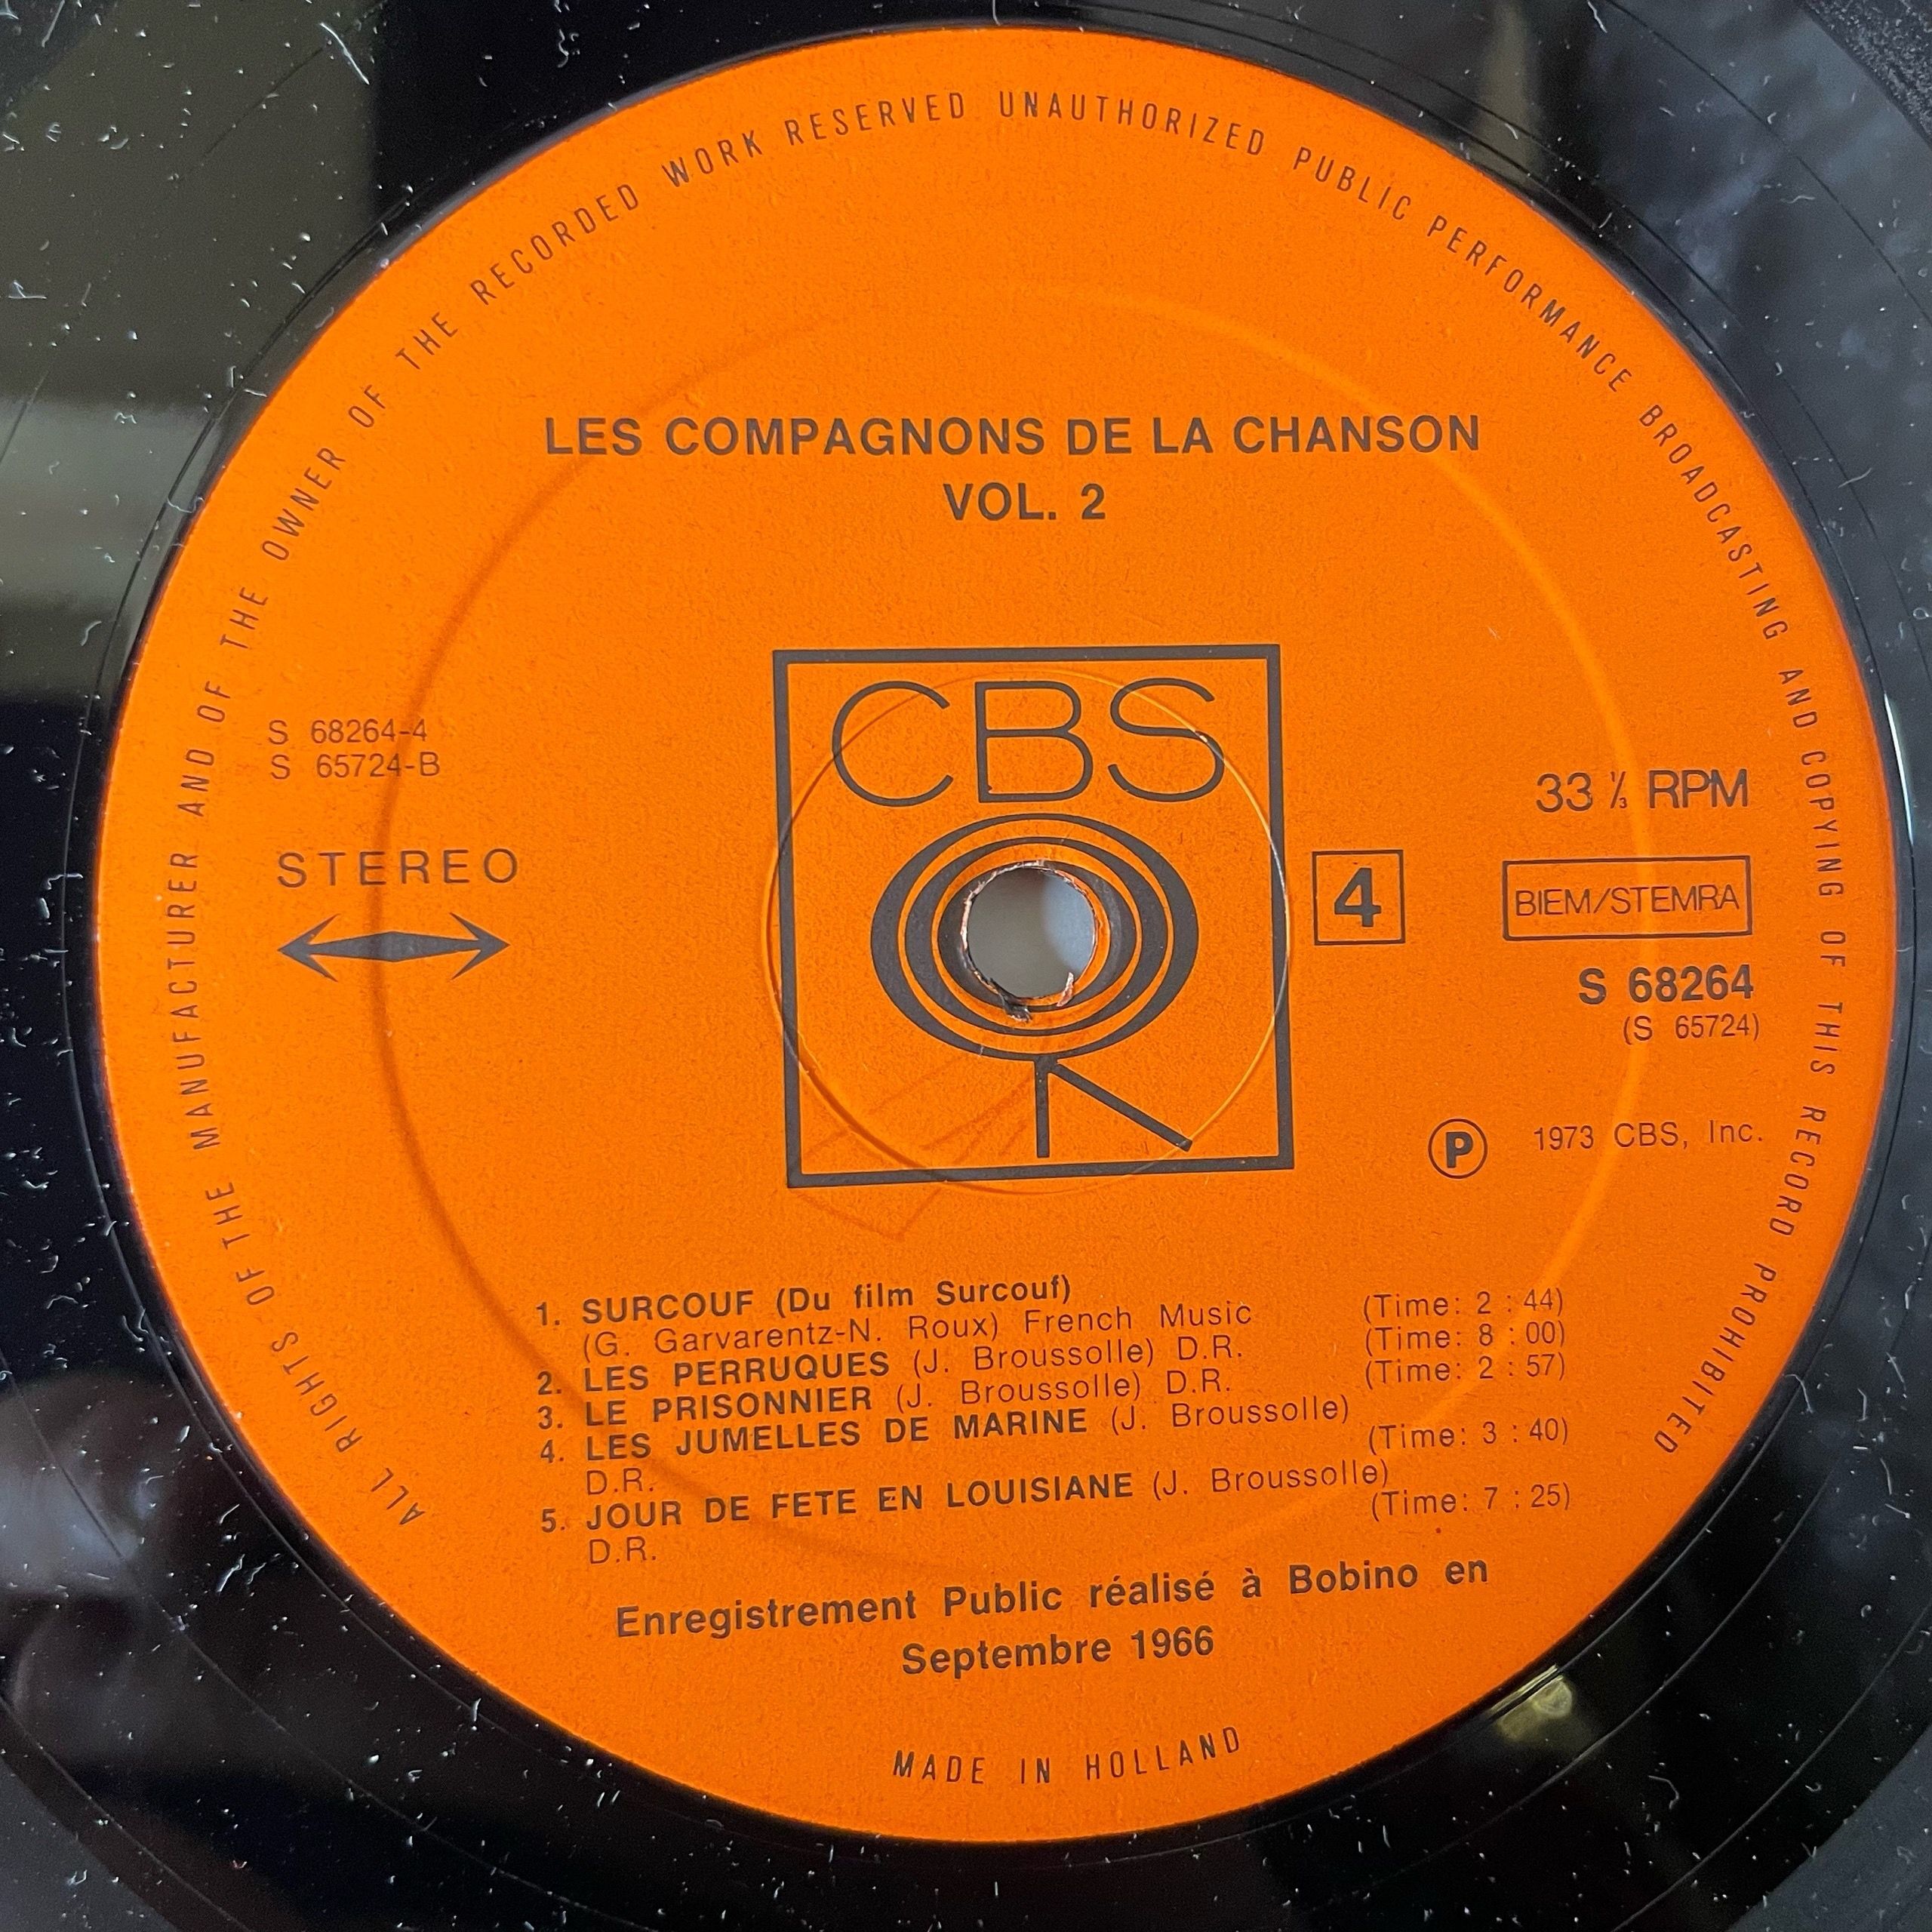 ALL RIGHTS OF THE MANUFACTURER AND OF THE OWNER OF THE RECORDED WORK RESERVED UNAUTHORIZED PUBLIC PERFORMANCE BROADCASTING AND COPYING OF THIS RECORD PROHIBITED
LES COMPAGNONS DE LA CHANSON
VOL. 2
S 68264-4
S 65724-B
STEREO
CBS
4
33 ⅓ RPM
BIEM/STEMRA
S 68264
(S 65724)
Ⓟ 1973 CBS, Inc.
1. SURCOUF (Du film Surcouf)
(G. Garvarentz-N. Roux) French Music (Time: 2 : 44)
2. LES PERRUQUES (J. Broussolle) D.R. (Time: 8 : 00)
3. LE PRISONNIER (J. Broussolle) D.R. (Time: 2 : 57)
4. LES JUMELLES DE MARINE (J. Broussolle)
D.R. (Time: 3 : 40)
5. JOUR DE FETE EN LOUISIANE (J. Broussolle)
D.R. (Time: 7 : 25)
Enregistrement Public réalisé à Bobino en
Septembre 1966
MADE IN HOLLAND